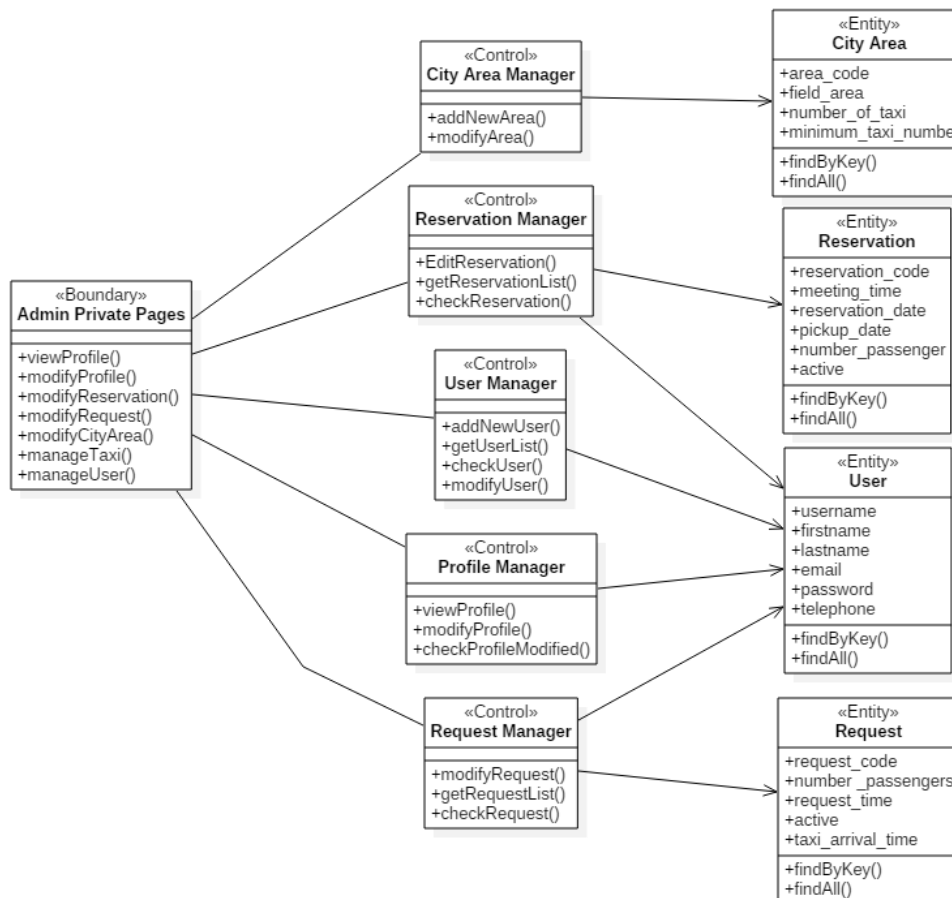 «Boundary»
Admin Private Pages
+viewProfile()
+modifyProfile()
+modifyReservation()
+modifyRequest()
+modifyCityArea()
+manageTaxi()
+manageUser()
«Control»
City Area Manager
+addNewArea()
+modifyArea()
«Control»
Reservation Manager
+EditReservation()
+getReservationList()
+checkReservation()
«Control»
User Manager
+addNewUser()
+getUserList()
+checkUser()
+modifyUser()
«Control»
Profile Manager
+viewProfile()
+modifyProfile()
+checkProfileModified()
«Control»
Request Manager
+modifyRequest()
+getRequestList()
+checkRequest()
«Entity»
City Area
+area_code
+field_area
+number_of_taxi
+minimum_taxi_numbe
+findByKey()
+findAll()
«Entity»
Reservation
+reservation_code
+meeting_time
+reservation_date
+pickup_date
+number_passenger
+active
+findByKey()
+findAll()
«Entity»
User
+username
+firstname
+lastname
+email
+password
+telephone
+findByKey()
+findAll()
«Entity»
Request
+request_code
+number _passengers
+request_time
+active
+taxi_arrival_time
+findByKey()
+findAll()